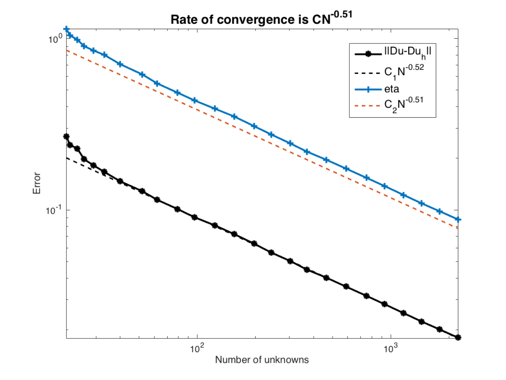 Rate of convergence is CN^-0.51
||Du-Du_h||
C_1N^-0.52
eta
C_2N^-0.51
10^0
10^-1
Error
10^2
10^3
Number of unknowns